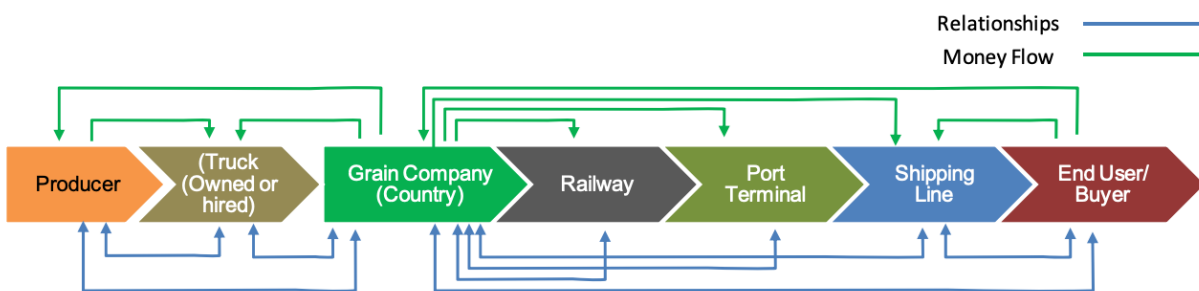 Relationships
Money Flow
Producer
(Truck
(Owned or
hired)
Grain Company
(Country)
Railway
Port
Terminal
Shipping
Line
End User/
Buyer